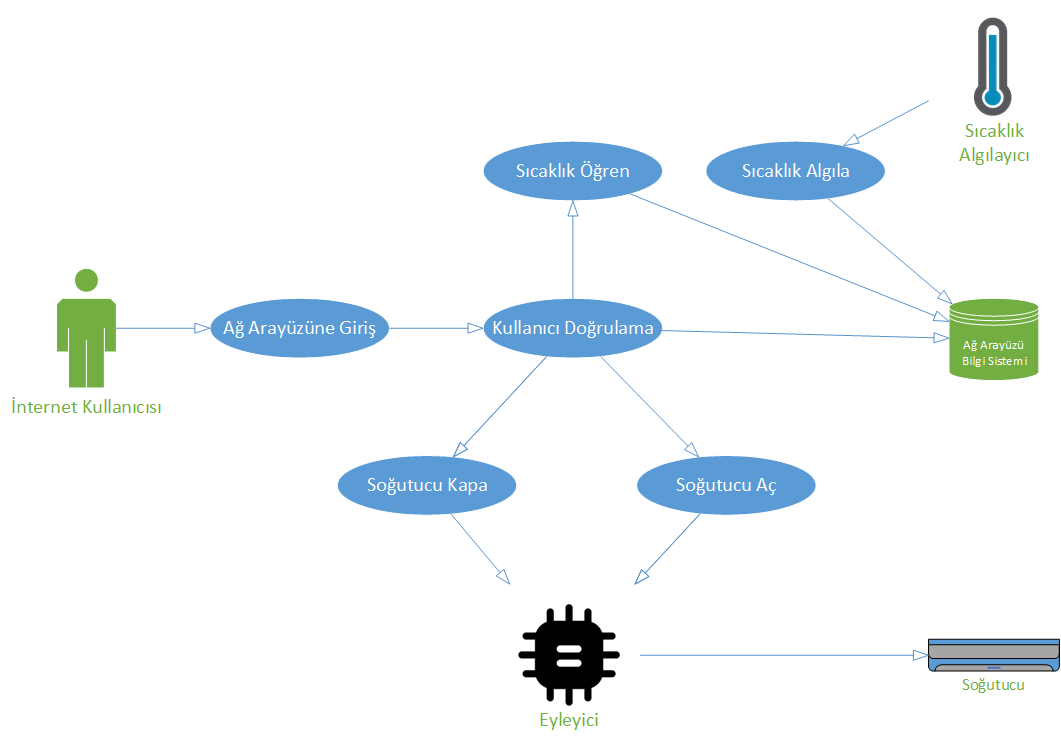 Sıcaklık
Algılayıcı
Sıcaklık Öğren
Sıcaklık Algıla
Ağ Arayüzüne Giriş
Kullanıcı Doğrulama
Ağ Arayüzü
Bilgi Sistemi
İnternet Kullanıcısı
Soğutucu Kapa
Soğutucu Aç
Soğutucu
Eyleyici